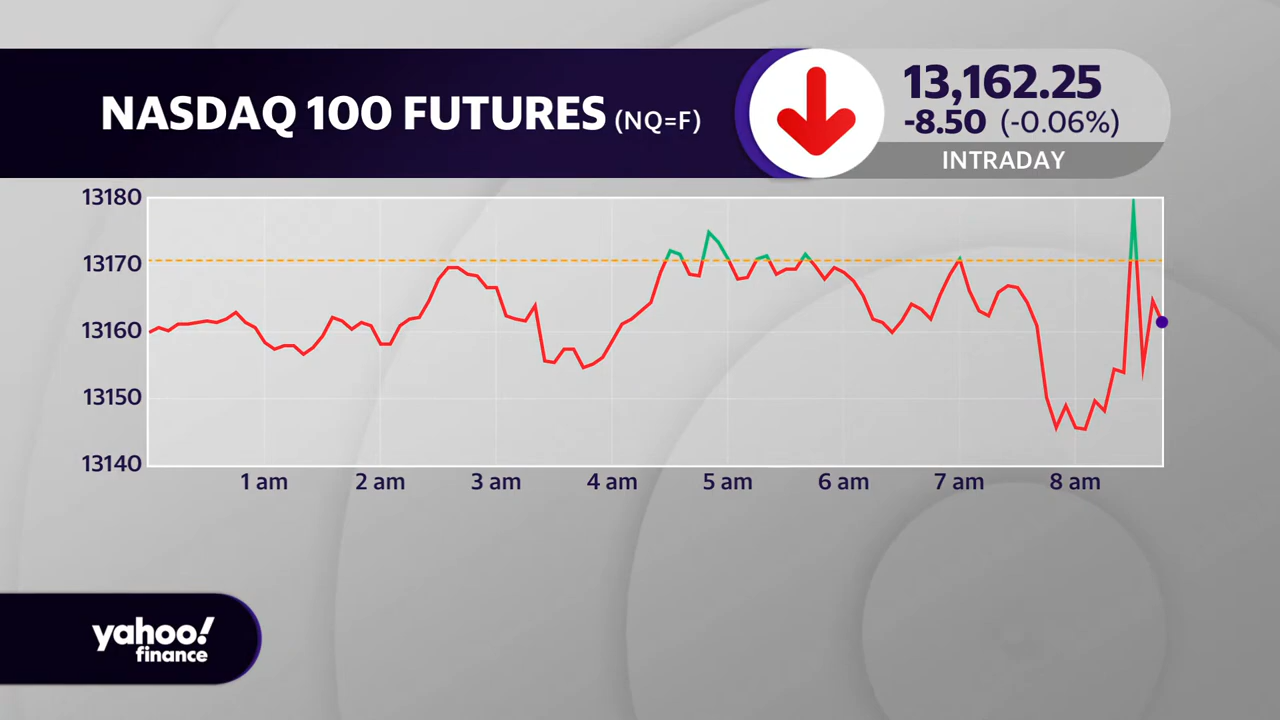 NASDAQ 100 FUTURES (NQ=F)
13,162.25
-8.50 (-0.06%)
INTRADAY
13180
13170
13160
13150
13140
1 am 2 am 3 am 4 am 5 am 6 am 7 am 8 am
yahoo!
finance